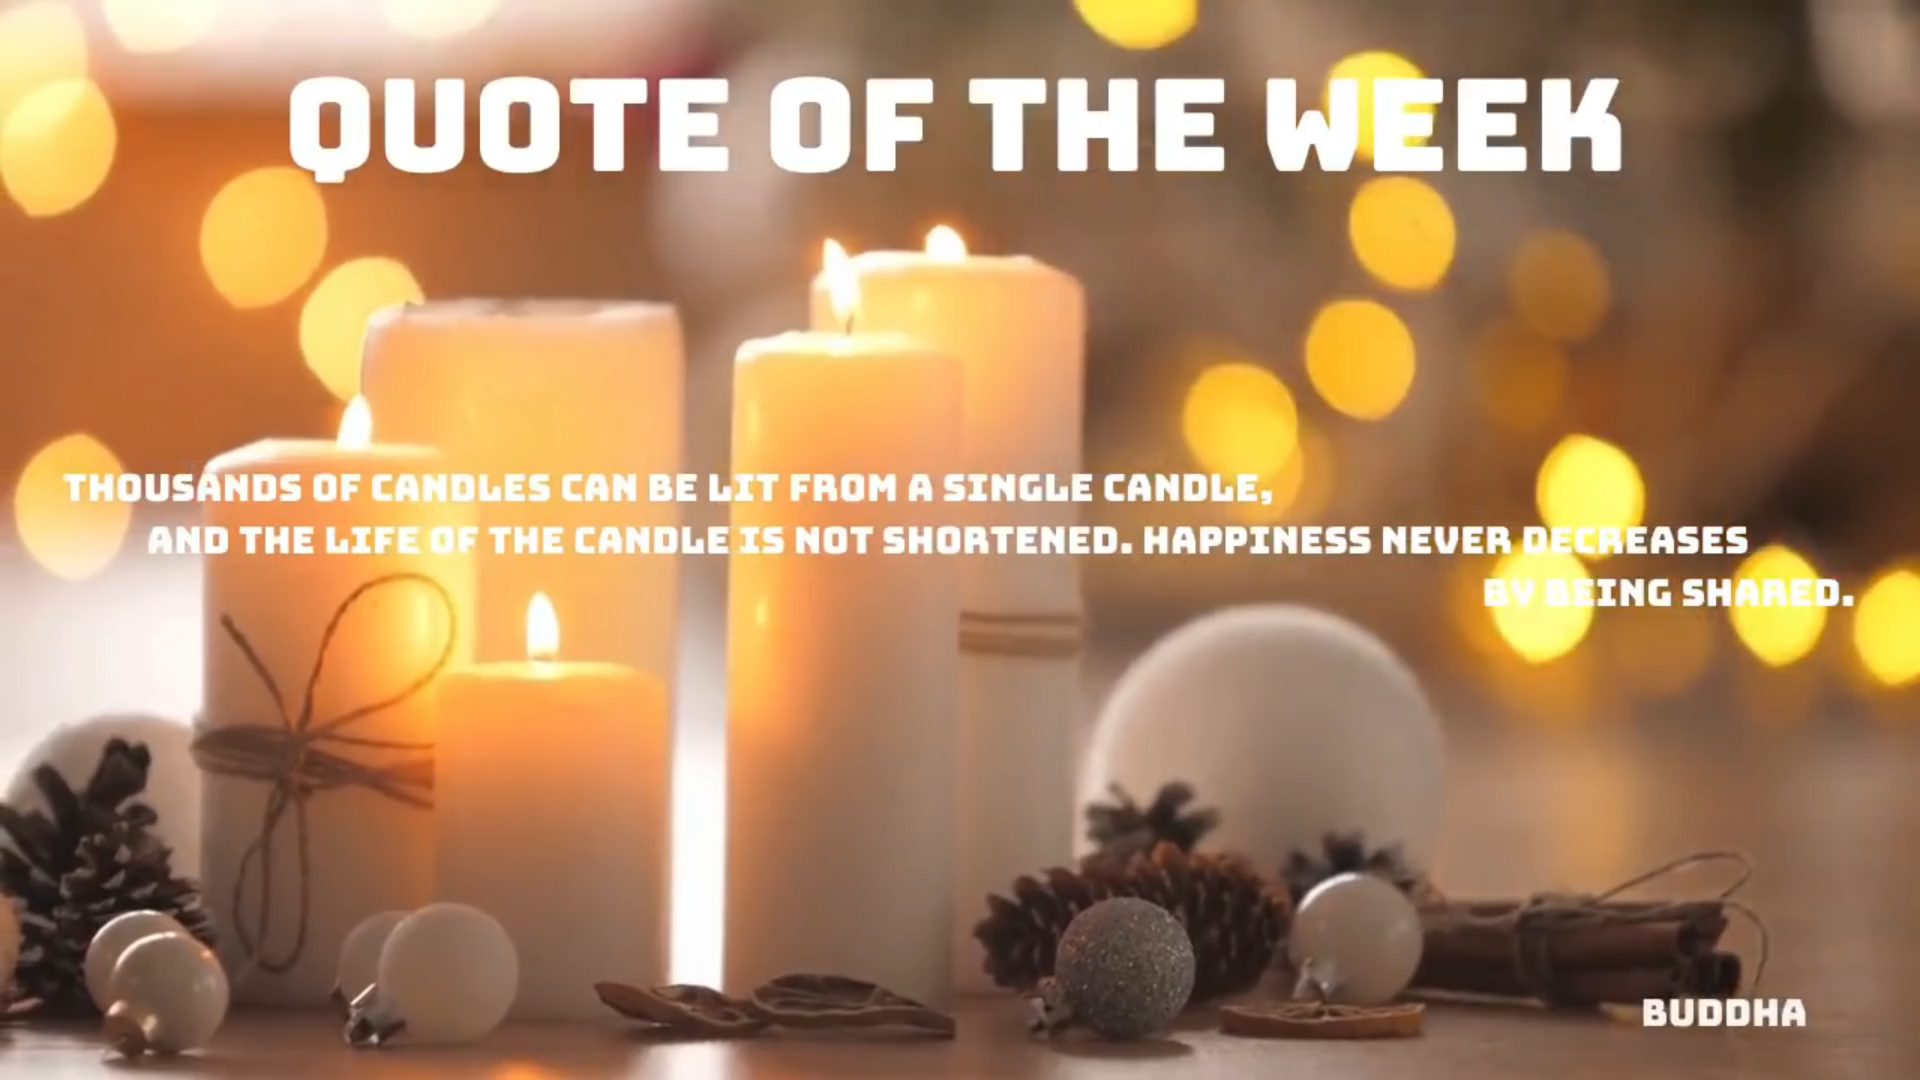 QUOTE OF THE WEEK
THOUSANDS OF CANDLES CAN BE LIT FROM A SINGLE CANDLE,
AND THE LIFE OF THE CANDLE IS NOT SHORTENED. HAPPINESS NEVER DECREASES
BY BEING SHARED.
BUDDHA